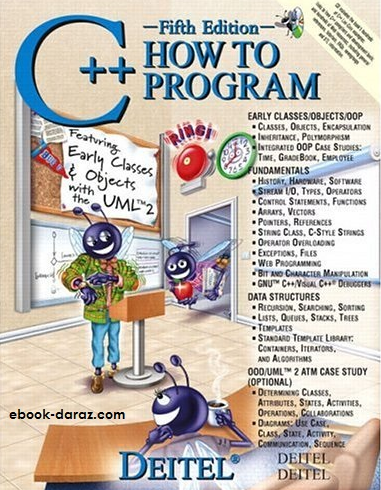 Fifth Edition
C++
HOW TO
PROGRAM
RING!
Featuring
Early Classes
& Objects
with
the UML™2
EARLY CLASSES/OBJECTS/OOP
• CLASSES, OBJECTS, ENCAPSULATION
• INHERITANCE, POLYMORPHISM
• INTEGRATED OOP CASE STUDIES:
TIME, GRADEBOOK, EMPLOYEE
FUNDAMENTALS
• HISTORY, HARDWARE, SOFTWARE
• STREAM I/O, TYPES, OPERATORS
• CONTROL STATEMENTS, FUNCTIONS
• ARRAYS, VECTORS
• POINTERS, REFERENCES
• STRING CLASS, C-STYLE STRINGS
• OPERATOR OVERLOADING
• EXCEPTIONS, FILES
• WEB PROGRAMMING
• BIT AND CHARACTER MANIPULATION
• GNU™ C++/VISUAL C++® DEBUGGERS
DATA STRUCTURES
• RECURSION, SEARCHING, SORTING
• LISTS, QUEUES, STACKS, TREES
• TEMPLATES
• STANDARD TEMPLATE LIBRARY:
CONTAINERS, ITERATORS,
AND ALGORITHMS
OOD/UML™ 2 ATM CASE STUDY
(OPTIONAL)
• DETERMINING CLASSES,
ATTRIBUTES, STATES, ACTIVITIES,
OPERATIONS, COLLABORATIONS
• DIAGRAMS: USE CASE,
CLASS, STATE, ACTIVITY,
COMMUNICATION, SEQUENCE
ebook-daraz.com
DEITEL®
DEITEL
DEITEL